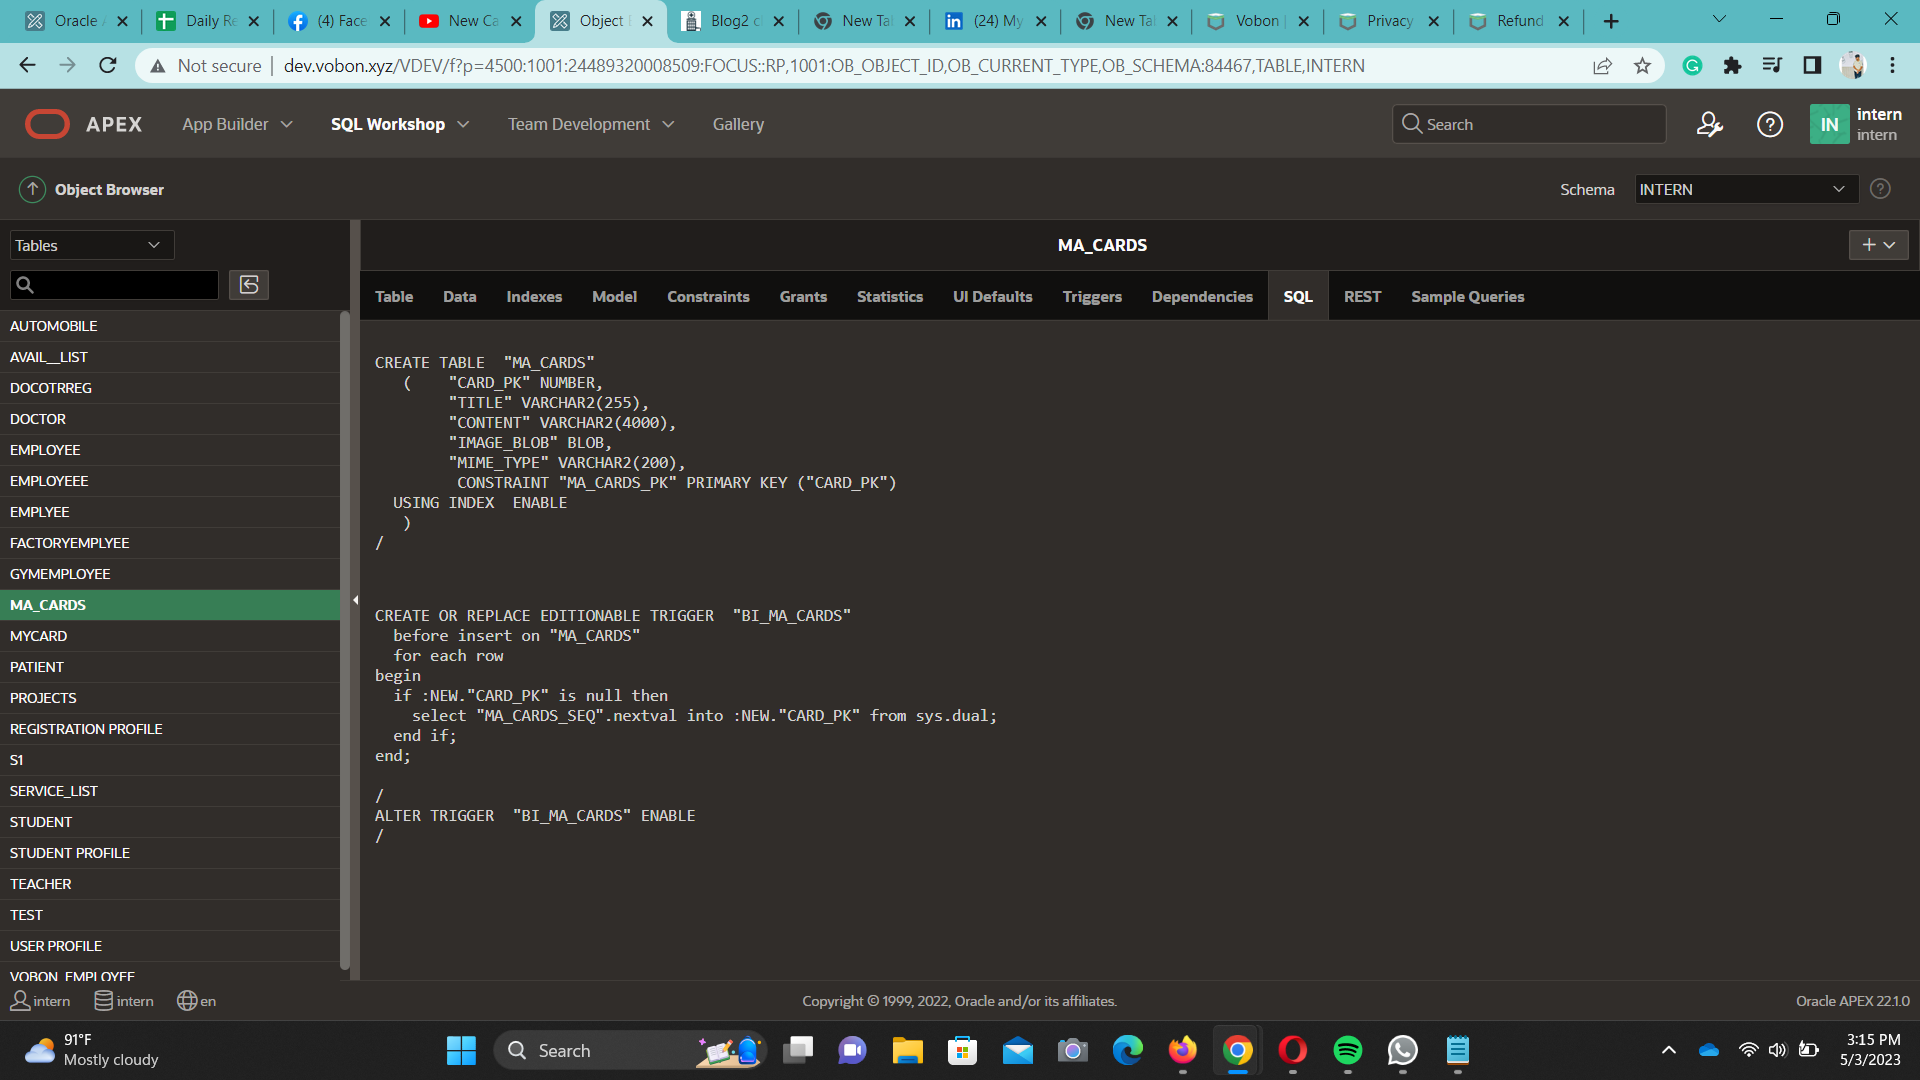 Oracle A
Daily Re
(4) Face
New Ca
Object
Blog2 c
New Tal
(24) My
New Tal
Vobon
Privacy
Refund
Not secure
dev.vobon.xyz/VDEV/f?p=4500:1001:24489320008509:FOCUS::RP,1001:OB_OBJECT_ID,OB_CURRENT_TYPE,OB_SCHEMA:84467,TABLE,INTERN
APEX
App Builder
SQL Workshop
Team Development
Gallery
Search
IN
intern
intern
Object Browser
Schema
INTERN
Tables
AUTOMOBILE
AVAIL__LIST
DOCOTRREG
DOCTOR
EMPLOYEE
EMPLOYEEE
EMPLYEE
FACTORYEMPLYEE
GYMEMPLOYEE
MA_CARDS
MYCARD
PATIENT
PROJECTS
REGISTRATION PROFILE
S1
SERVICE_LIST
STUDENT
STUDENT PROFILE
TEACHER
TEST
USER PROFILE
VOBON_EMPLOYEE
MA_CARDS
Table
Data
Indexes
Model
Constraints
Grants
Statistics
UI Defaults
Triggers
Dependencies
SQL
REST
Sample Queries
CREATE TABLE "MA_CARDS"
( "CARD_PK" NUMBER,
"TITLE" VARCHAR2(255),
"CONTENT" VARCHAR2(4000),
"IMAGE_BLOB" BLOB,
"MIME_TYPE" VARCHAR2(200),
CONSTRAINT "MA_CARDS_PK" PRIMARY KEY ("CARD_PK")
USING INDEX ENABLE
)
/
CREATE OR REPLACE EDITIONABLE TRIGGER "BI_MA_CARDS"
before insert on "MA_CARDS"
for each row
begin
if :NEW."CARD_PK" is null then
select "MA_CARDS_SEQ".nextval into :NEW."CARD_PK" from sys.dual;
end if;
end;
/
ALTER TRIGGER "BI_MA_CARDS" ENABLE
/
intern
intern
en
Copyright © 1999, 2022, Oracle and/or its affiliates.
Oracle APEX 22.1.0
91°F
Mostly cloudy
Search
3:15 PM
5/3/2023